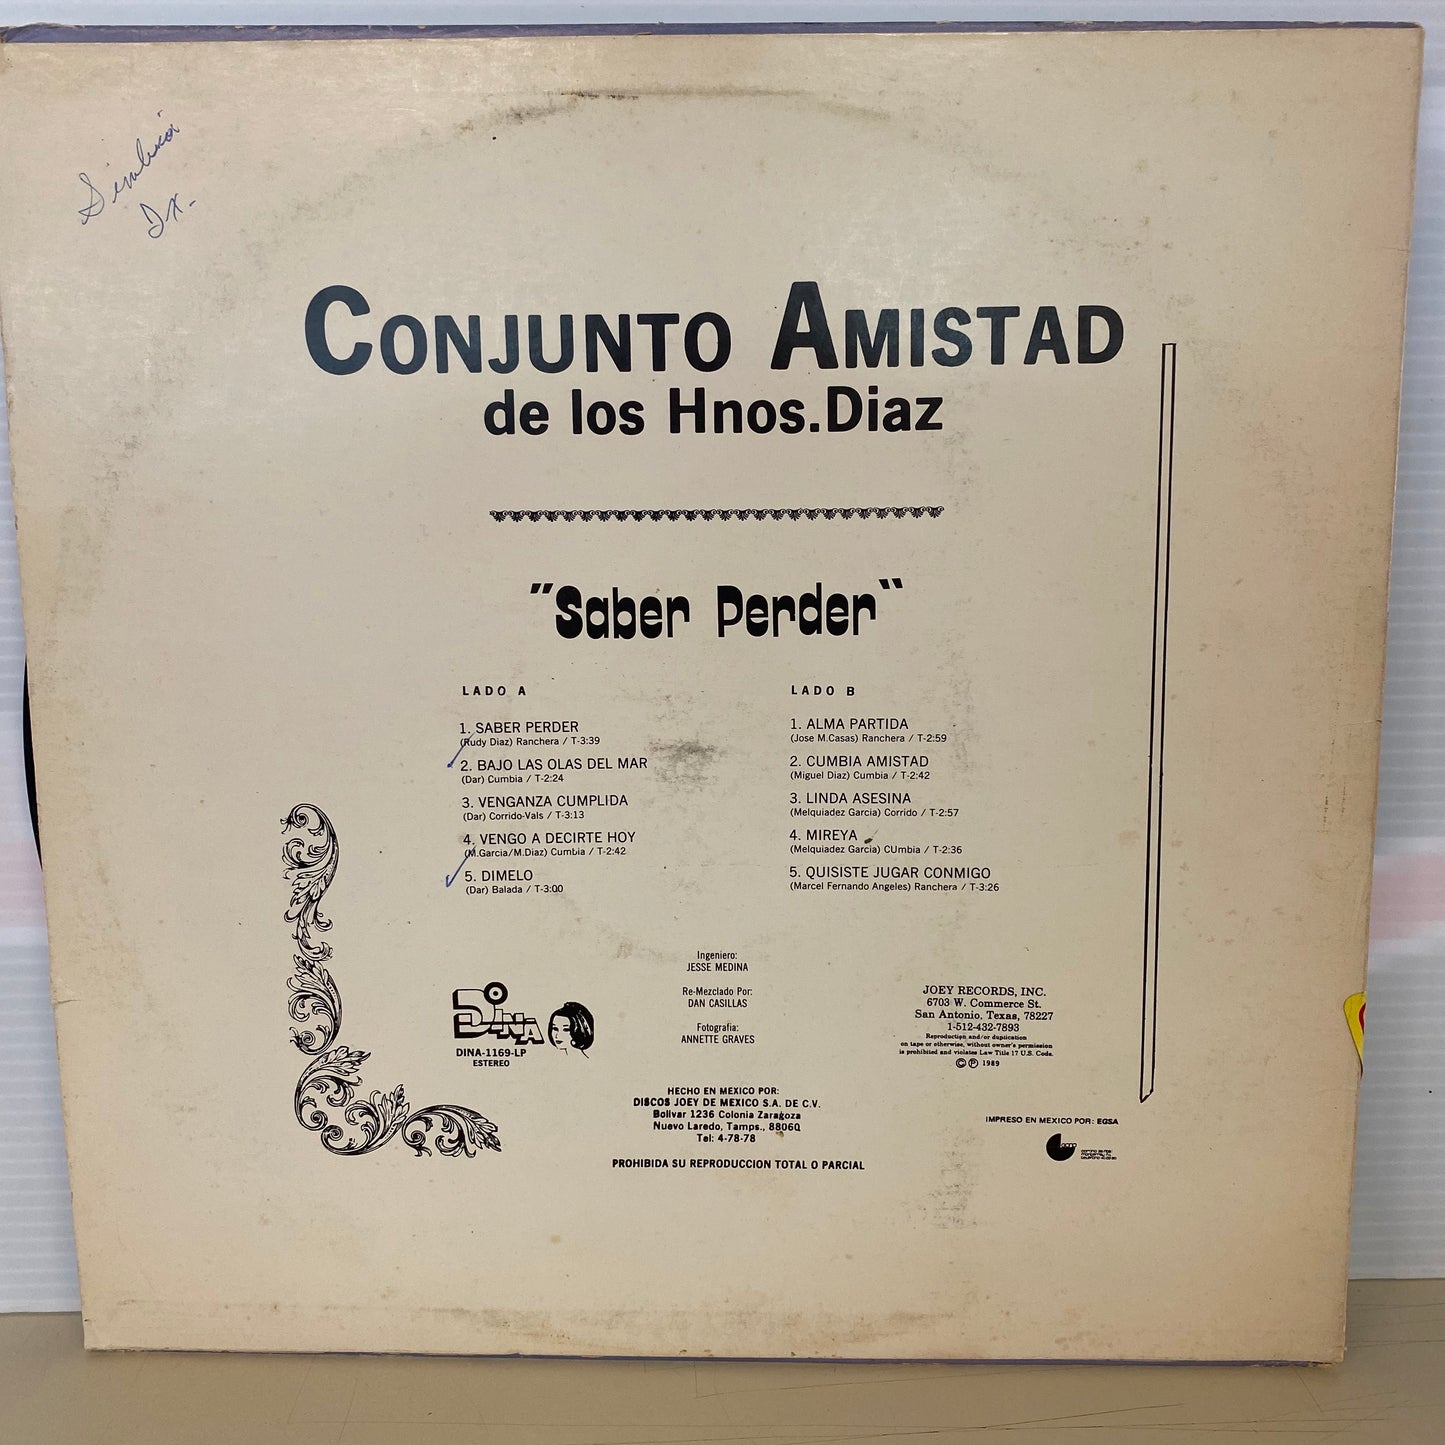 CONJUNTO AMISTAD
de los Hnos.Diaz
"Saber Perder"
LADO A
1. SABER PERDER
(Rudy Diaz) Ranchera / T-3:39
2. BAJO LAS OLAS DEL MAR
(Dar) Cumbia / T-2:24
3. VENGANZA CUMPLIDA
(Dar) Corrido-Vals / T-3:13
4. VENGO A DECIRTE HOY
(M.Garcia/M.Diaz) Cumbia / T-2:42
5. DIMELO
(Dar) Balada / T-3:00
LADO B
1. ALMA PARTIDA
(Jose M.Casas) Ranchera / T-2:59
2. CUMBIA AMISTAD
(Miguel Diaz) Cumbia / T-2:42
3. LINDA ASESINA
(Melquiadez Garcia) Corrido / T-2:57
4. MIREYA
(Melquiadez Garcia) CUmbia / T-2:36
5. QUISISTE JUGAR CONMIGO
(Marcel Fernando Angeles) Ranchera / T-3:26
Ingeniero:
JESSE MEDINA
Re-Mezclado Por:
DAN CASILLAS
Fotografia:
ANNETTE GRAVES
DINA
DINA-1169-LP
ESTEREO
JOEY RECORDS, INC.
6703 W. Commerce St.
San Antonio, Texas, 78227
1-512-432-7893
Reproduction and/or duplication
on tape or otherwise, without owner's permission
is prohibited and violates Law Title 17 U.S. Code.
© ℗ 1989
HECHO EN MEXICO POR:
DISCOS JOEY DE MEXICO S.A. DE C.V.
Bolivar 1236 Colonia Zaragoza
Nuevo Laredo, Tamps., 88060
Tel: 4-78-78
PROHIBIDA SU REPRODUCCION TOTAL O PARCIAL
IMPRESO EN MEXICO POR: EGSA